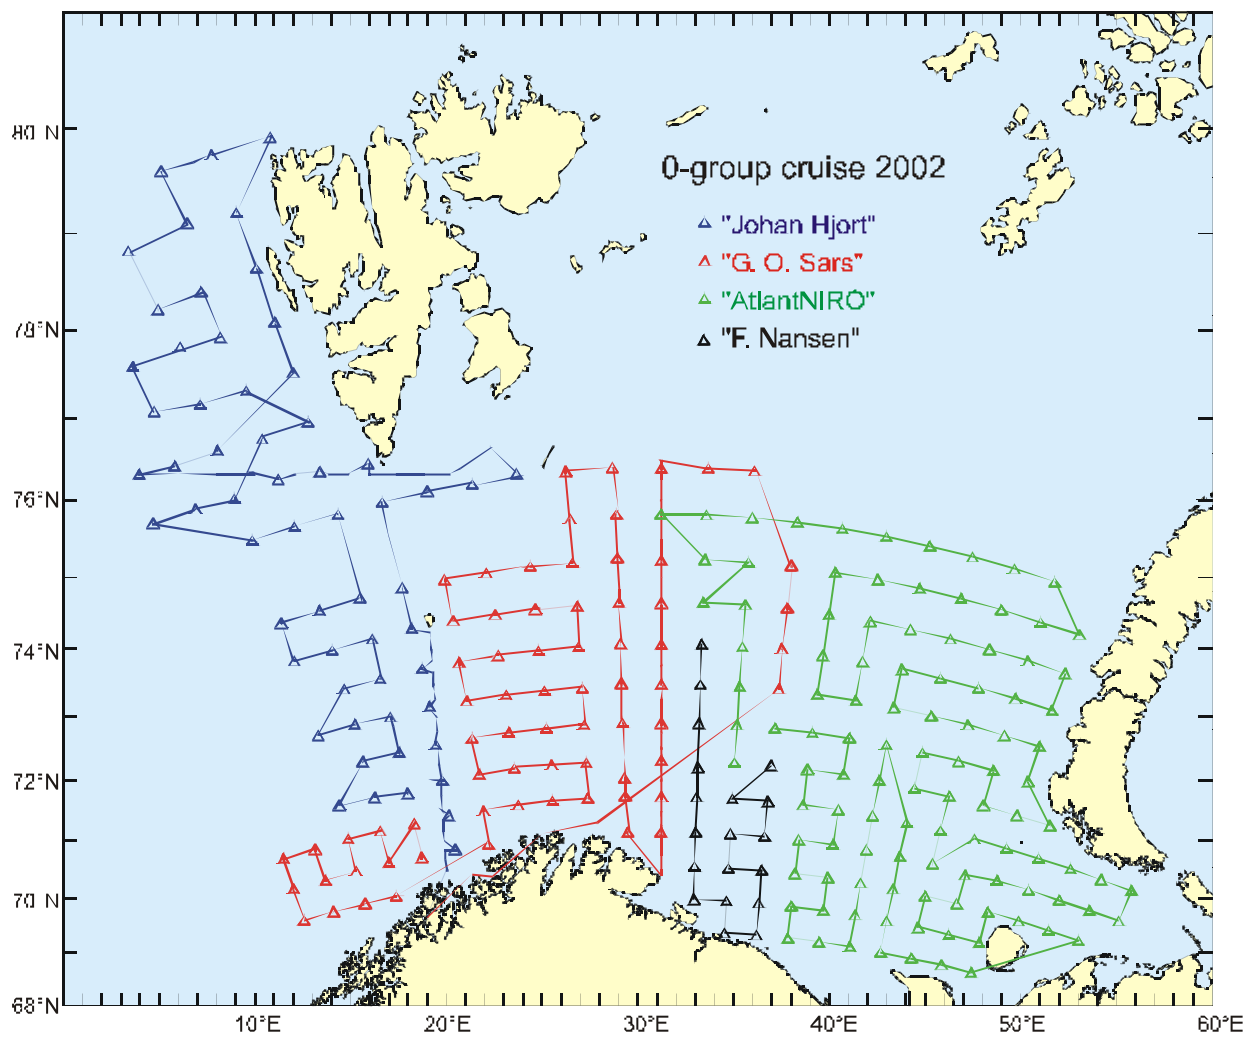 80 N
0-group cruise 2002
"Johan Hjort"
"G. O. Sars"
"AtlantNIRO"
"F. Nansen"
78°N
76°N
74°N
72°N
70 N
68°N
10°E 20°E 30°E 40°E 50°E 60°E